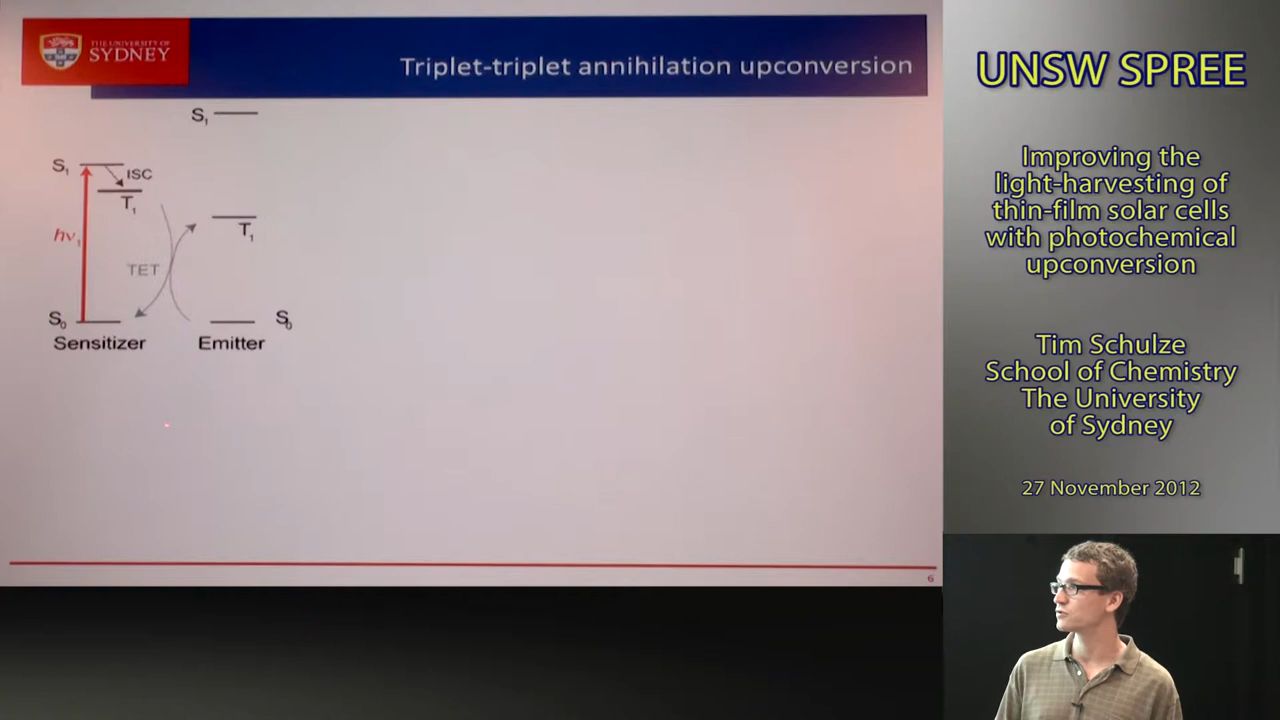 THE UNIVERSITY OF
SYDNEY
Triplet-triplet annihilation upconversion
S1
S1
ISC
T1
T1
hν1
TET
S0
S0
Sensitizer
Emitter
6
UNSW SPREE
Improving the
light-harvesting of
thin-film solar cells
with photochemical
upconversion
Tim Schulze
School of Chemistry
The University
of Sydney
27 November 2012